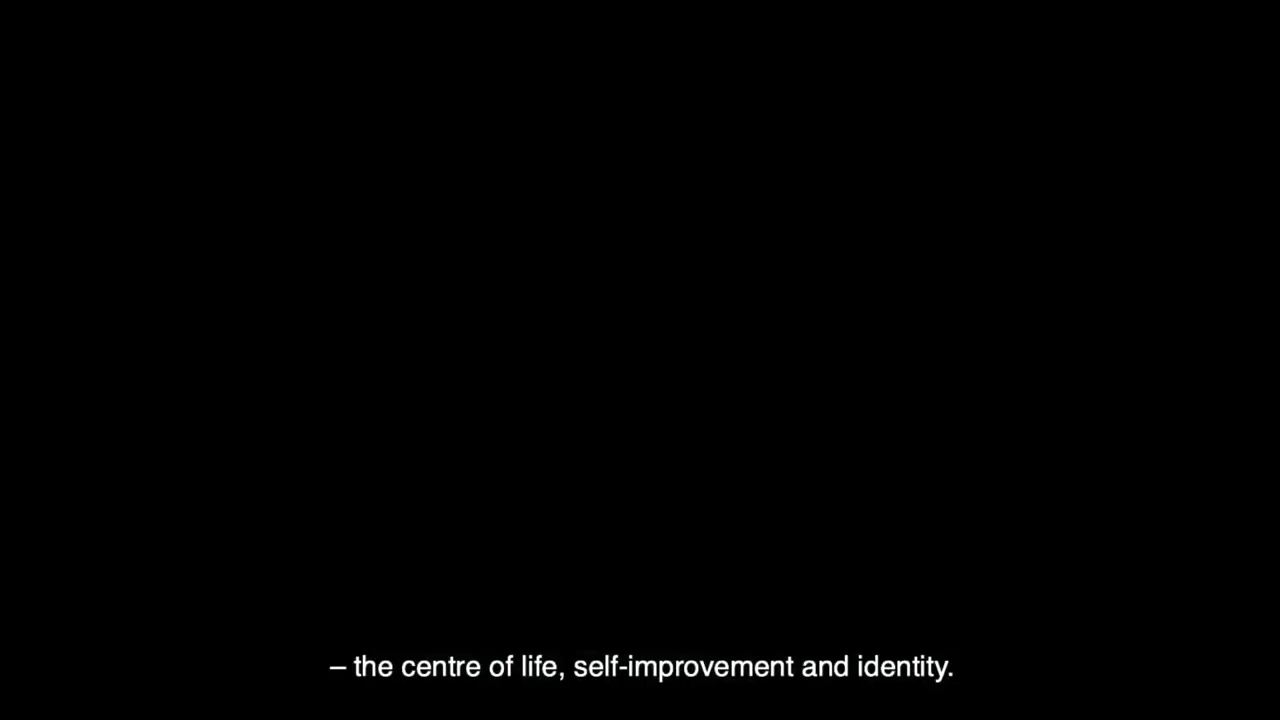 – the centre of life, self-improvement and identity.